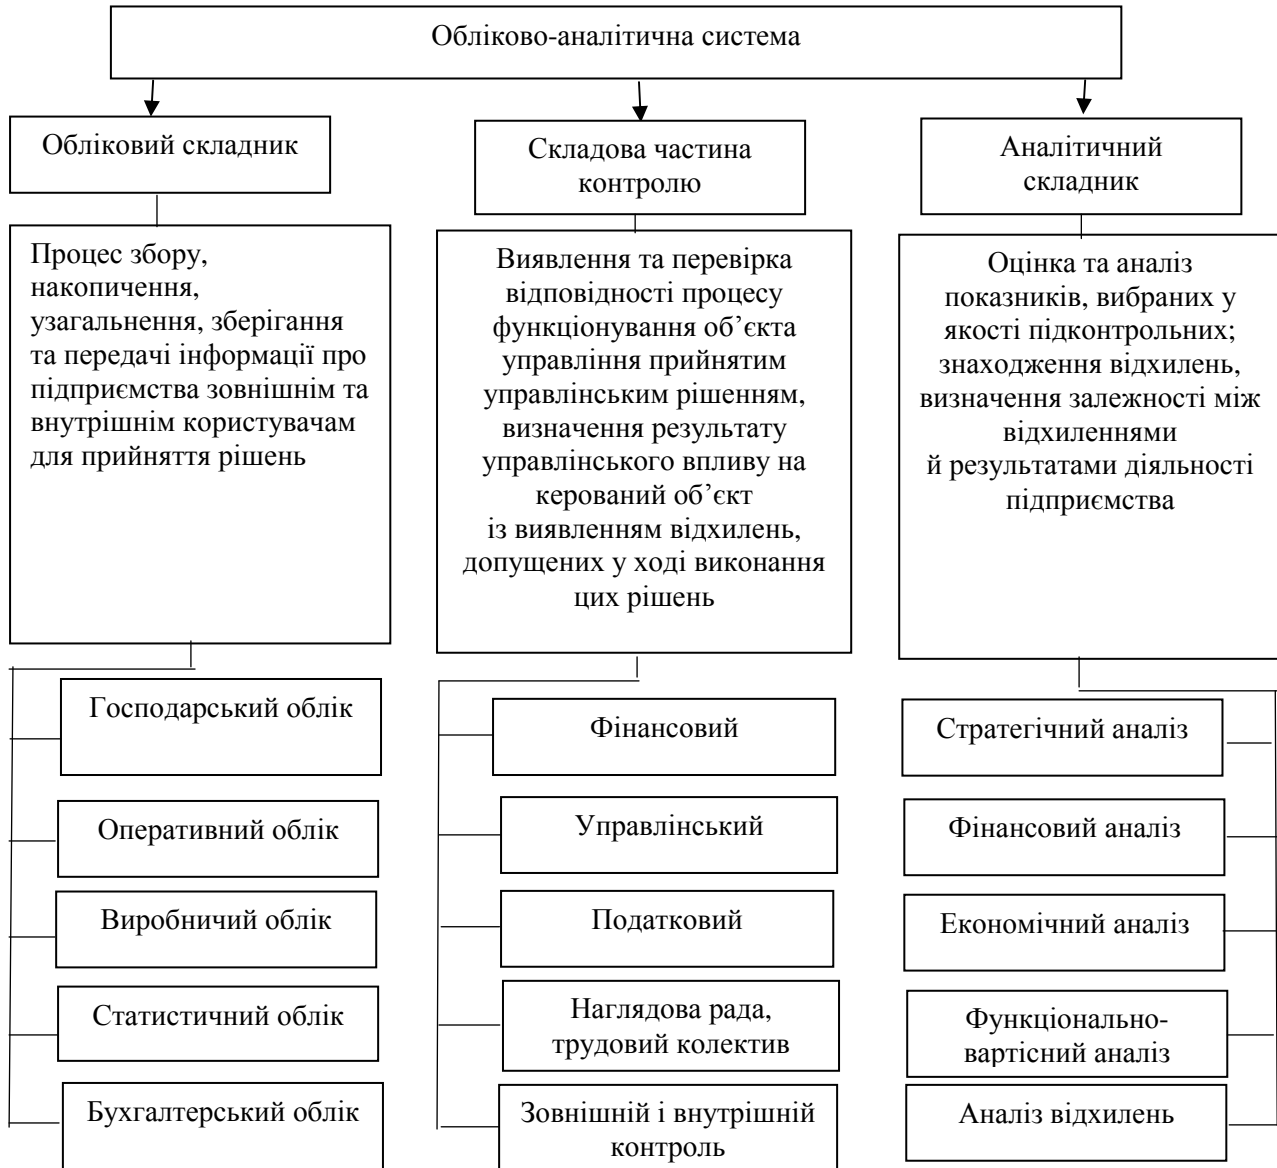 Обліково-аналітична система
Обліковий складник
Складова частина
контролю
Аналітичний
складник
Процес збору,
накопичення,
узагальнення, зберігання
та передачі інформації про
підприємства зовнішнім та
внутрішнім користувачам
для прийняття рішень
Виявлення та перевірка
відповідності процесу
функціонування об’єкта
управління прийнятим
управлінським рішенням,
визначення результату
управлінського впливу на
керований об’єкт
із виявленням відхилень,
допущених у ході виконання
цих рішень
Оцінка та аналіз
показників, вибраних у
якості підконтрольних;
знаходження відхилень,
визначення залежності між
відхиленнями
й результатами діяльності
підприємства
Господарський облік
Оперативний облік
Виробничий облік
Статистичний облік
Бухгалтерський облік
Фінансовий
Управлінський
Податковий
Наглядова рада,
трудовий колектив
Зовнішній і внутрішній
контроль
Стратегічний аналіз
Фінансовий аналіз
Економічний аналіз
Функціонально-
вартісний аналіз
Аналіз відхилень